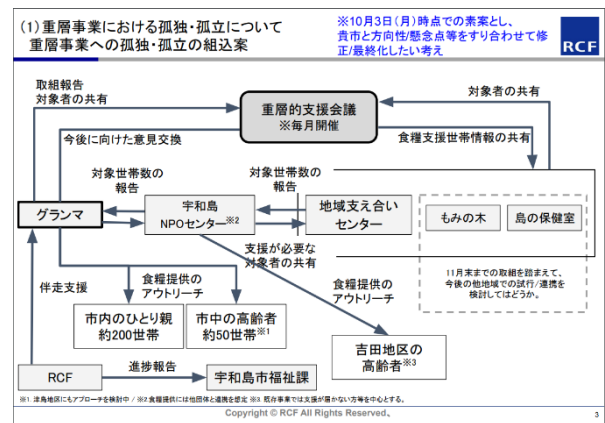 (1)重層事業における孤独・孤立について
重層事業への孤独・孤立の組込案
※10月3日(月)時点での素案とし、
貴市と方向性/懸念点等をすり合わせて修
正/最終化したい考え
RCF
取組報告
対象者の共有
重層的支援会議
※毎月開催
対象者の共有
今後に向けた意見交換
食糧支援世帯情報の共有
対象世帯数の
報告
対象世帯数の
報告
グランマ
宇和島
NPOセンター※2
地域支え合い
センター
もみの木
島の保健室
支援が必要な
対象者の共有
伴走支援
食糧提供の
アウトリーチ
食糧提供の
アウトリーチ
11月末までの取組を踏まえて、
今後の他地域での試行/連携を
検討してはどうか。
市内のひとり親
約200世帯
市中の高齢者
約50世帯※1
吉田地区の
高齢者※3
RCF
進捗報告
宇和島市福祉課
※1 津島地区にもアプローチを検討中 / ※2 食糧提供には他団体と連携を想定 ※3 既存事業では支援が届かない方等を中心とする。
Copyright © RCF All Rights Reserved、
3